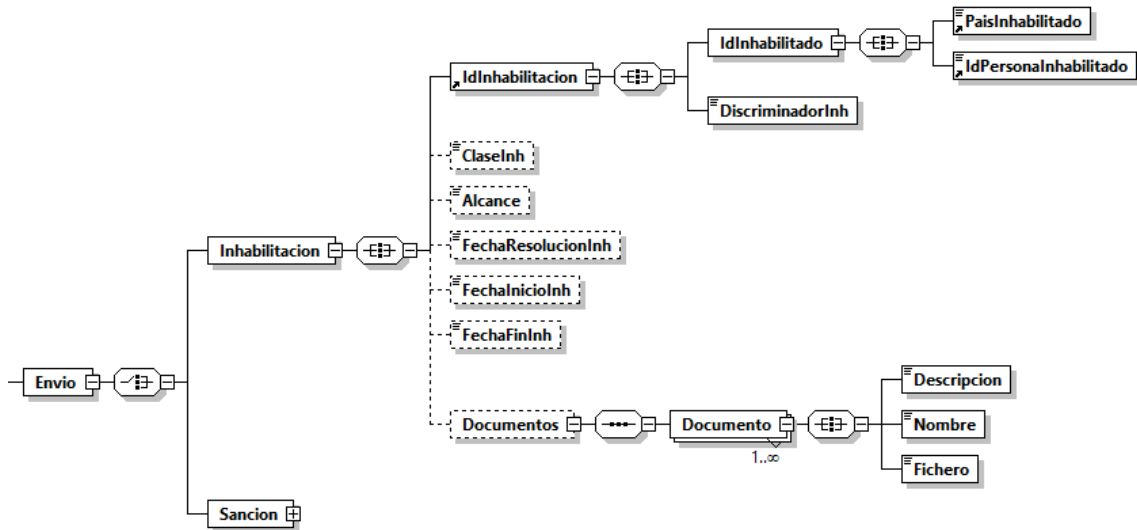 PaisInhabilitado
IdInhabilitado
IdPersonaInhabilitado
IdInhabilitacion
DiscriminadorInh
ClaseInh
Alcance
FechaResolucionInh
Inhabilitacion
FechaInicioInh
FechaFinInh
Envio
Descripcion
Documentos
Documento
Nombre
1..∞
Fichero
Sancion